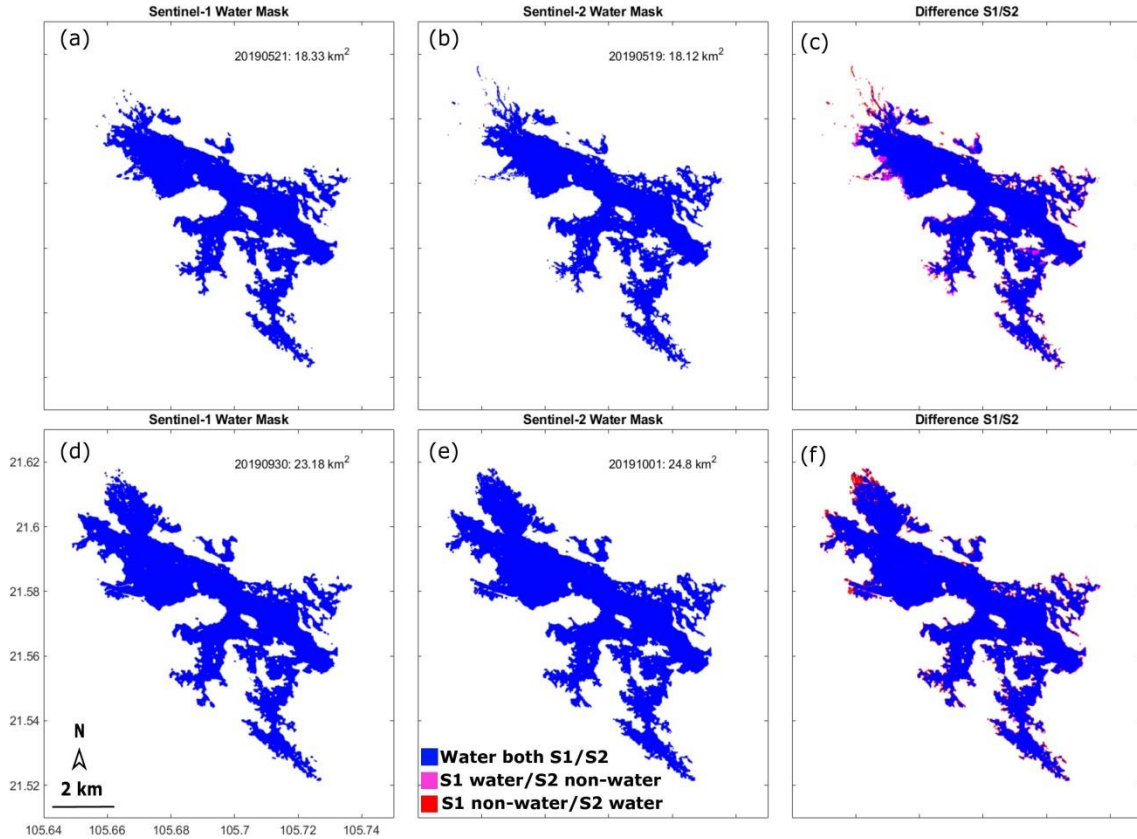 Sentinel-1 Water Mask
Sentinel-2 Water Mask
Difference S1/S2
(a)
20190521: 18.33 km²
(b)
20190519: 18.12 km²
(c)
Sentinel-1 Water Mask
Sentinel-2 Water Mask
Difference S1/S2
(d)
20190930: 23.18 km²
(e)
20191001: 24.8 km²
(f)
21.62
21.6
21.58
21.56
21.54
21.52
N
2 km
Water both S1/S2
S1 water/S2 non-water
S1 non-water/S2 water
105.64
105.66
105.68
105.7
105.72
105.74